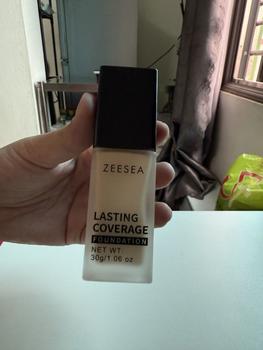 ZEESEA
LASTING
COVERAGE
FOUNDATION
NET WT:
30g/1.06 oz